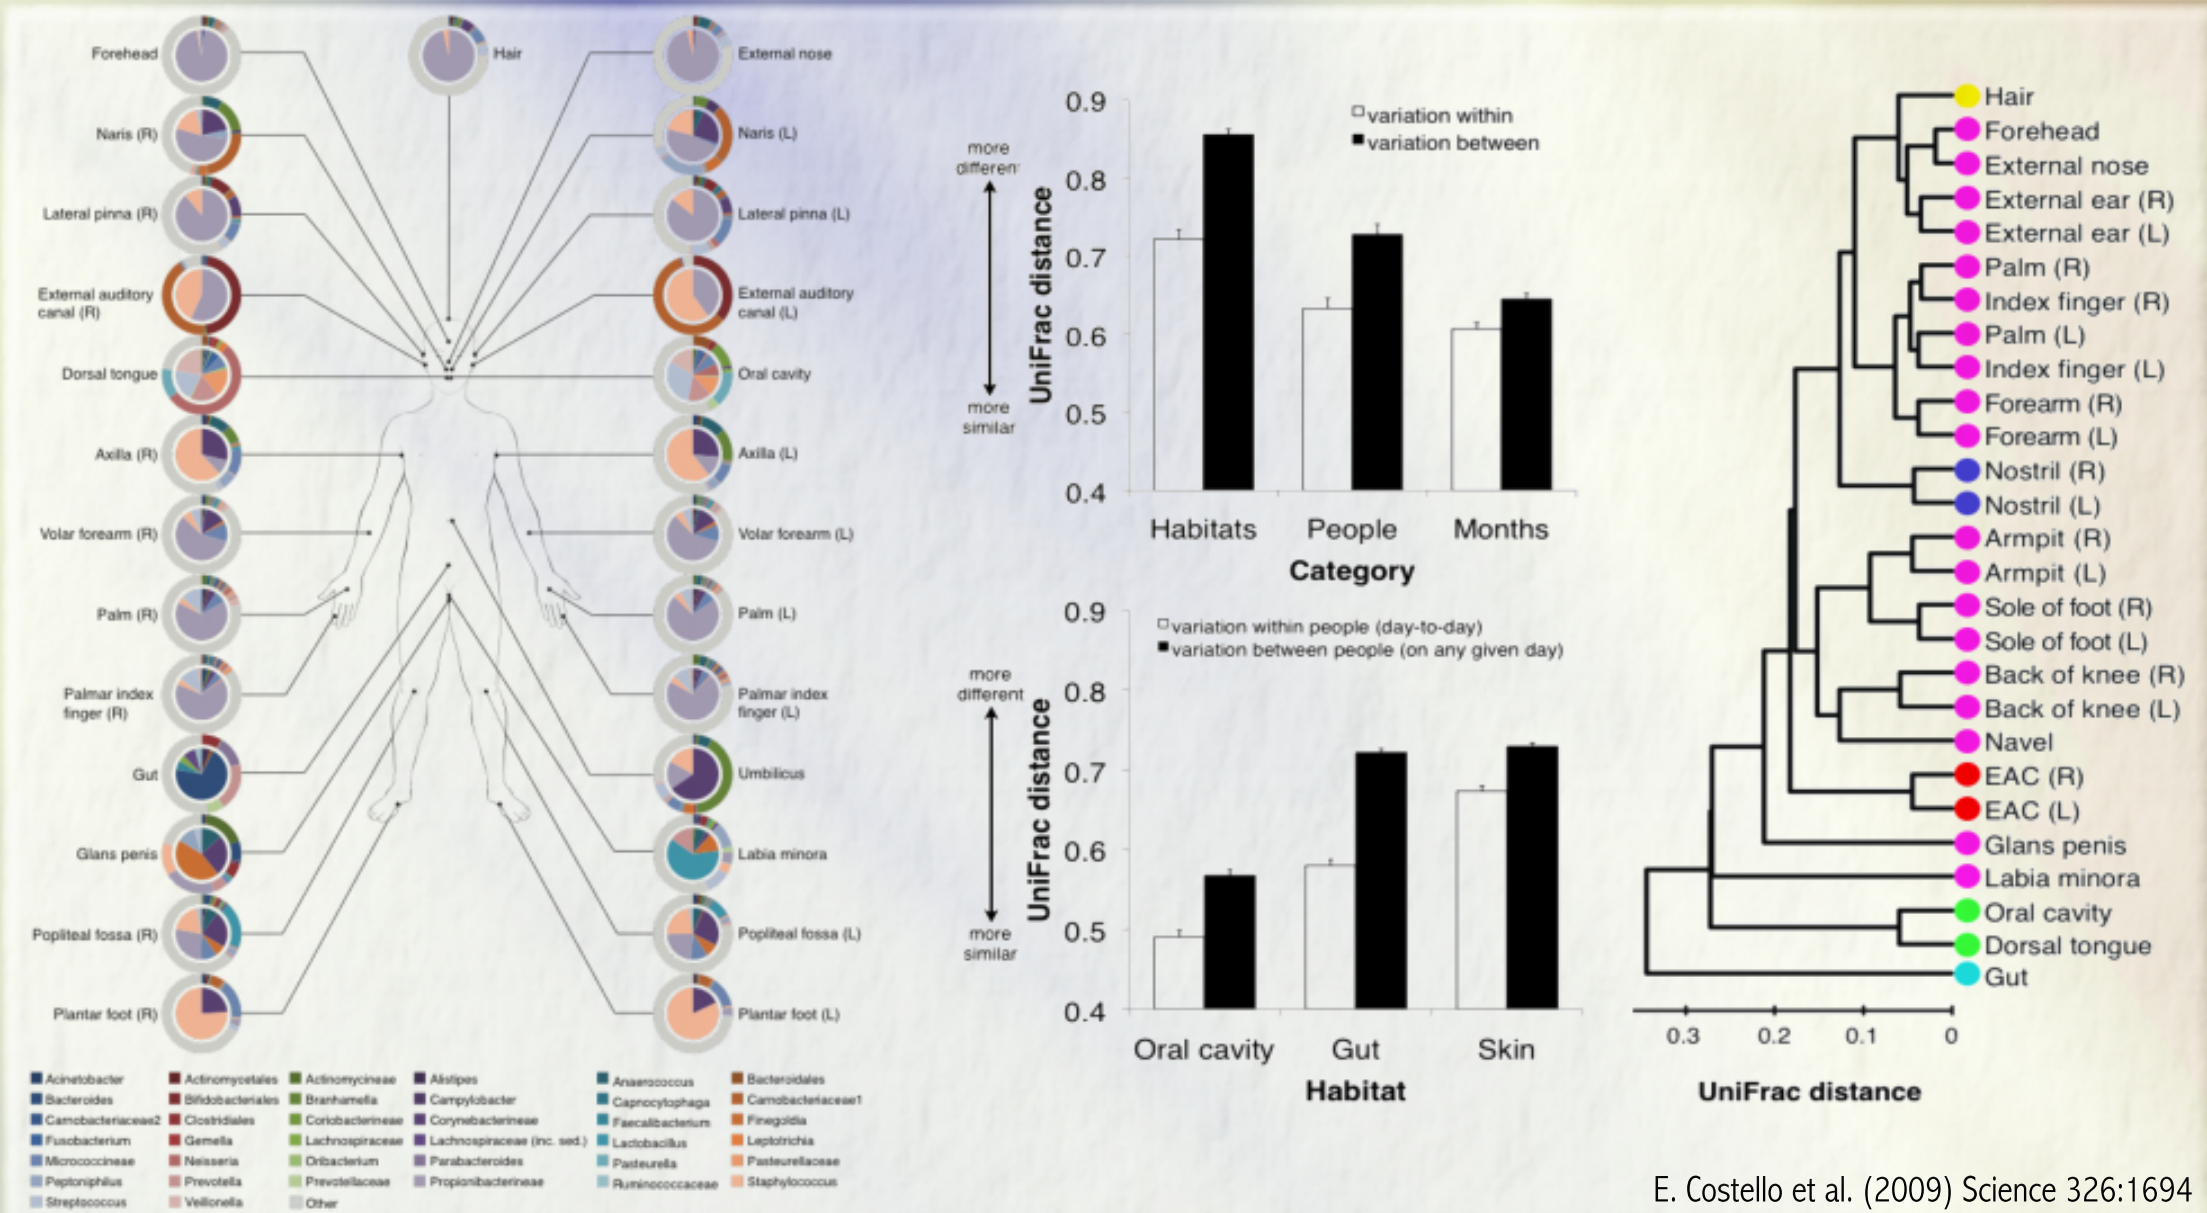 Forehead
Hair
External nose
Naris (R)
Naris (L)
Lateral pinna (R)
Lateral pinna (L)
External auditory
canal (R)
External auditory
canal (L)
Dorsal tongue
Oral cavity
Axilla (R)
Axilla (L)
Volar forearm (R)
Volar forearm (L)
Palm (R)
Palm (L)
Palmar index
finger (R)
Palmar index
finger (L)
Gut
Umbilicus
Glans penis
Labia minora
Popliteal fossa (R)
Popliteal fossa (L)
Plantar foot (R)
Plantar foot (L)
Acinetobacter
Bacteroides
Carnobacteriaceae2
Fusobacterium
Micrococcineae
Peptoniphilus
Streptococcus
Actinomycetales
Bifidobacteriales
Clostridiales
Gemella
Neisseria
Prevotella
Veillonella
Actinomycineae
Branhamella
Coriobacterineae
Lachnospiraceae
Oribacterium
Prevotellaceae
Other
Alistipes
Campylobacter
Corynebacterineae
Lachnospiraceae (inc. sed.)
Parabacteroides
Propionibacterineae
Anaerococcus
Capnocytophaga
Faecalibacterium
Lactobacillus
Pasteurella
Ruminococcaceae
Bacteroidales
Carnobacteriaceae1
Finegoldia
Leptotrichia
Pasteurellaceae
Staphylococcus
more
different
more
similar
UniFrac distance
0.9
0.8
0.7
0.6
0.5
0.4
variation within
variation between
Habitats People Months
Category
more
different
more
similar
UniFrac distance
0.9
0.8
0.7
0.6
0.5
0.4
variation within people (day-to-day)
variation between people (on any given day)
Oral cavity Gut Skin
Habitat
Hair
Forehead
External nose
External ear (R)
External ear (L)
Palm (R)
Index finger (R)
Palm (L)
Index finger (L)
Forearm (R)
Forearm (L)
Nostril (R)
Nostril (L)
Armpit (R)
Armpit (L)
Sole of foot (R)
Sole of foot (L)
Back of knee (R)
Back of knee (L)
Navel
EAC (R)
EAC (L)
Glans penis
Labia minora
Oral cavity
Dorsal tongue
Gut
0.3 0.2 0.1 0
UniFrac distance
E. Costello et al. (2009) Science 326:1694